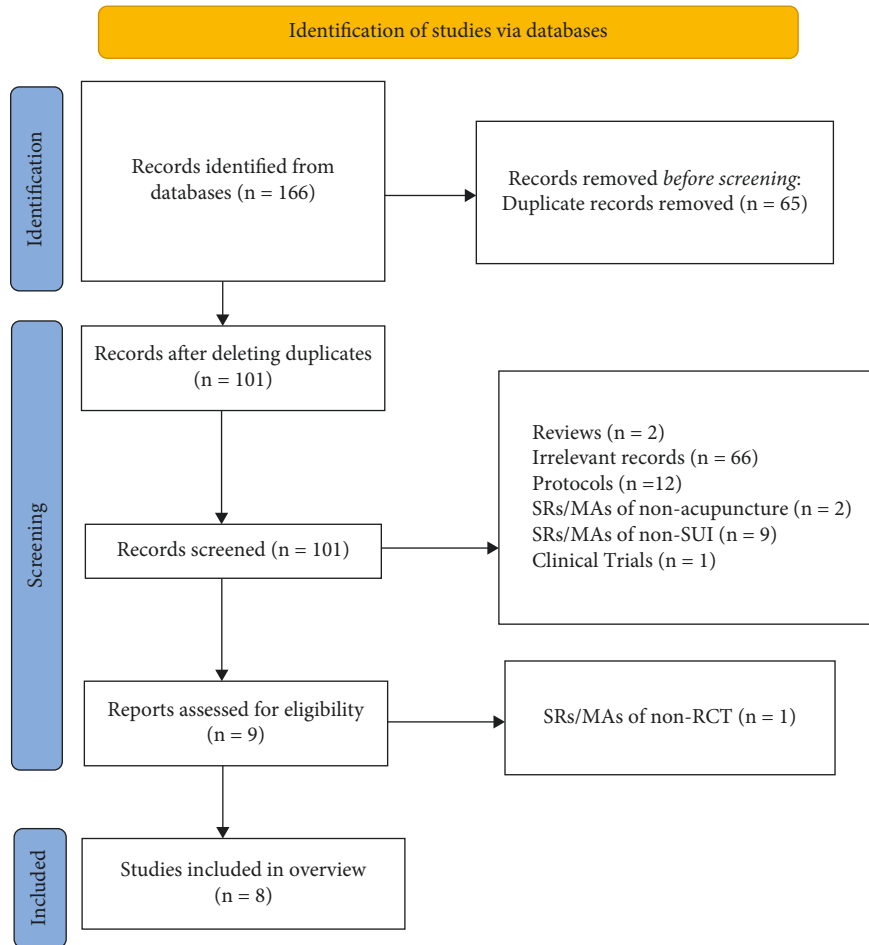 Identification of studies via databases
Identification
Records identified from
databases (n = 166)
Records removed before screening:
Duplicate records removed (n = 65)
Screening
Records after deleting duplicates
(n = 101)
Records screened (n = 101)
Reviews (n = 2)
Irrelevant records (n = 66)
Protocols (n =12)
SRs/MAs of non-acupuncture (n = 2)
SRs/MAs of non-SUI (n = 9)
Clinical Trials (n = 1)
Reports assessed for eligibility
(n = 9)
SRs/MAs of non-RCT (n = 1)
Included
Studies included in overview
(n = 8)